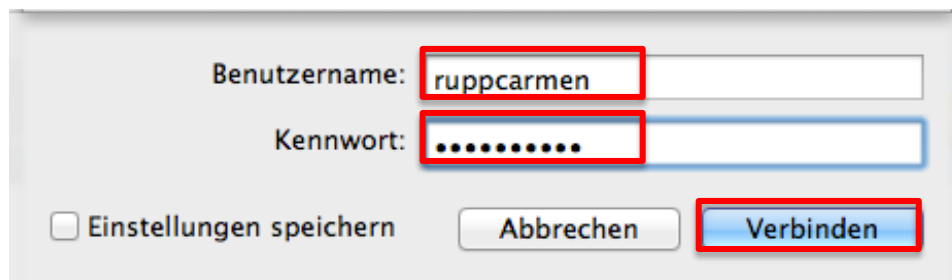 Benutzername: ruppcarmen
Kennwort: ••••••••••
Einstellungen speichern Abbrechen Verbinden